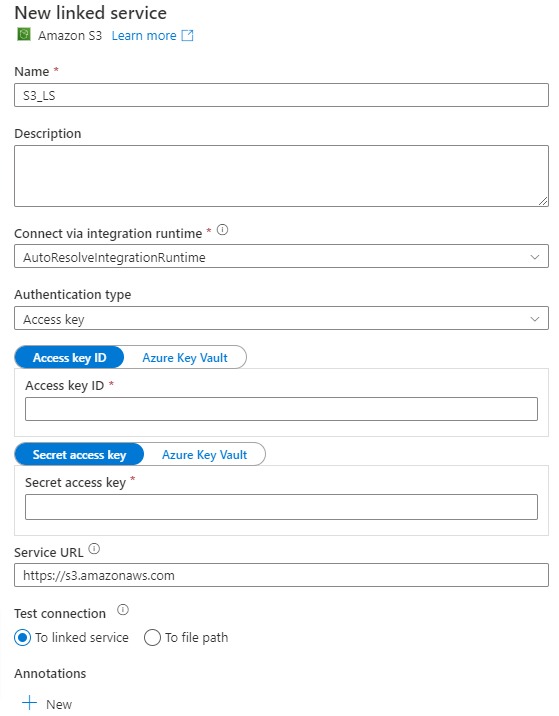 New linked service
Amazon S3 Learn more
Name *
S3_LS
Description
Connect via integration runtime *
AutoResolveIntegrationRuntime
Authentication type
Access key
Access key ID Azure Key Vault
Access key ID *
Secret access key Azure Key Vault
Secret access key *
Service URL
https://s3.amazonaws.com
Test connection
To linked service To file path
Annotations
New